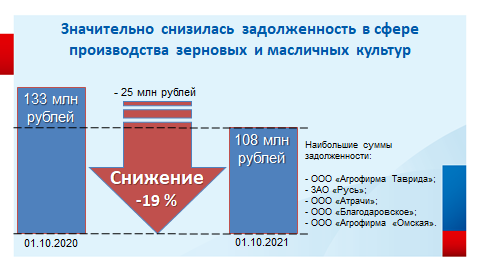 Значительно снизилась задолженность в сфере
производства зерновых и масличных культур
133 млн
рублей
- 25 млн рублей
108 млн
рублей
Снижение
-19 %
Наибольшие суммы
задолженности:
- ООО «Агрофирма Таврида»;
- ЗАО «Русь»;
- ООО «Атрачи»;
- ООО «Благодаровское»;
- ООО «Агрофирма «Омская».
01.10.2020
01.10.2021